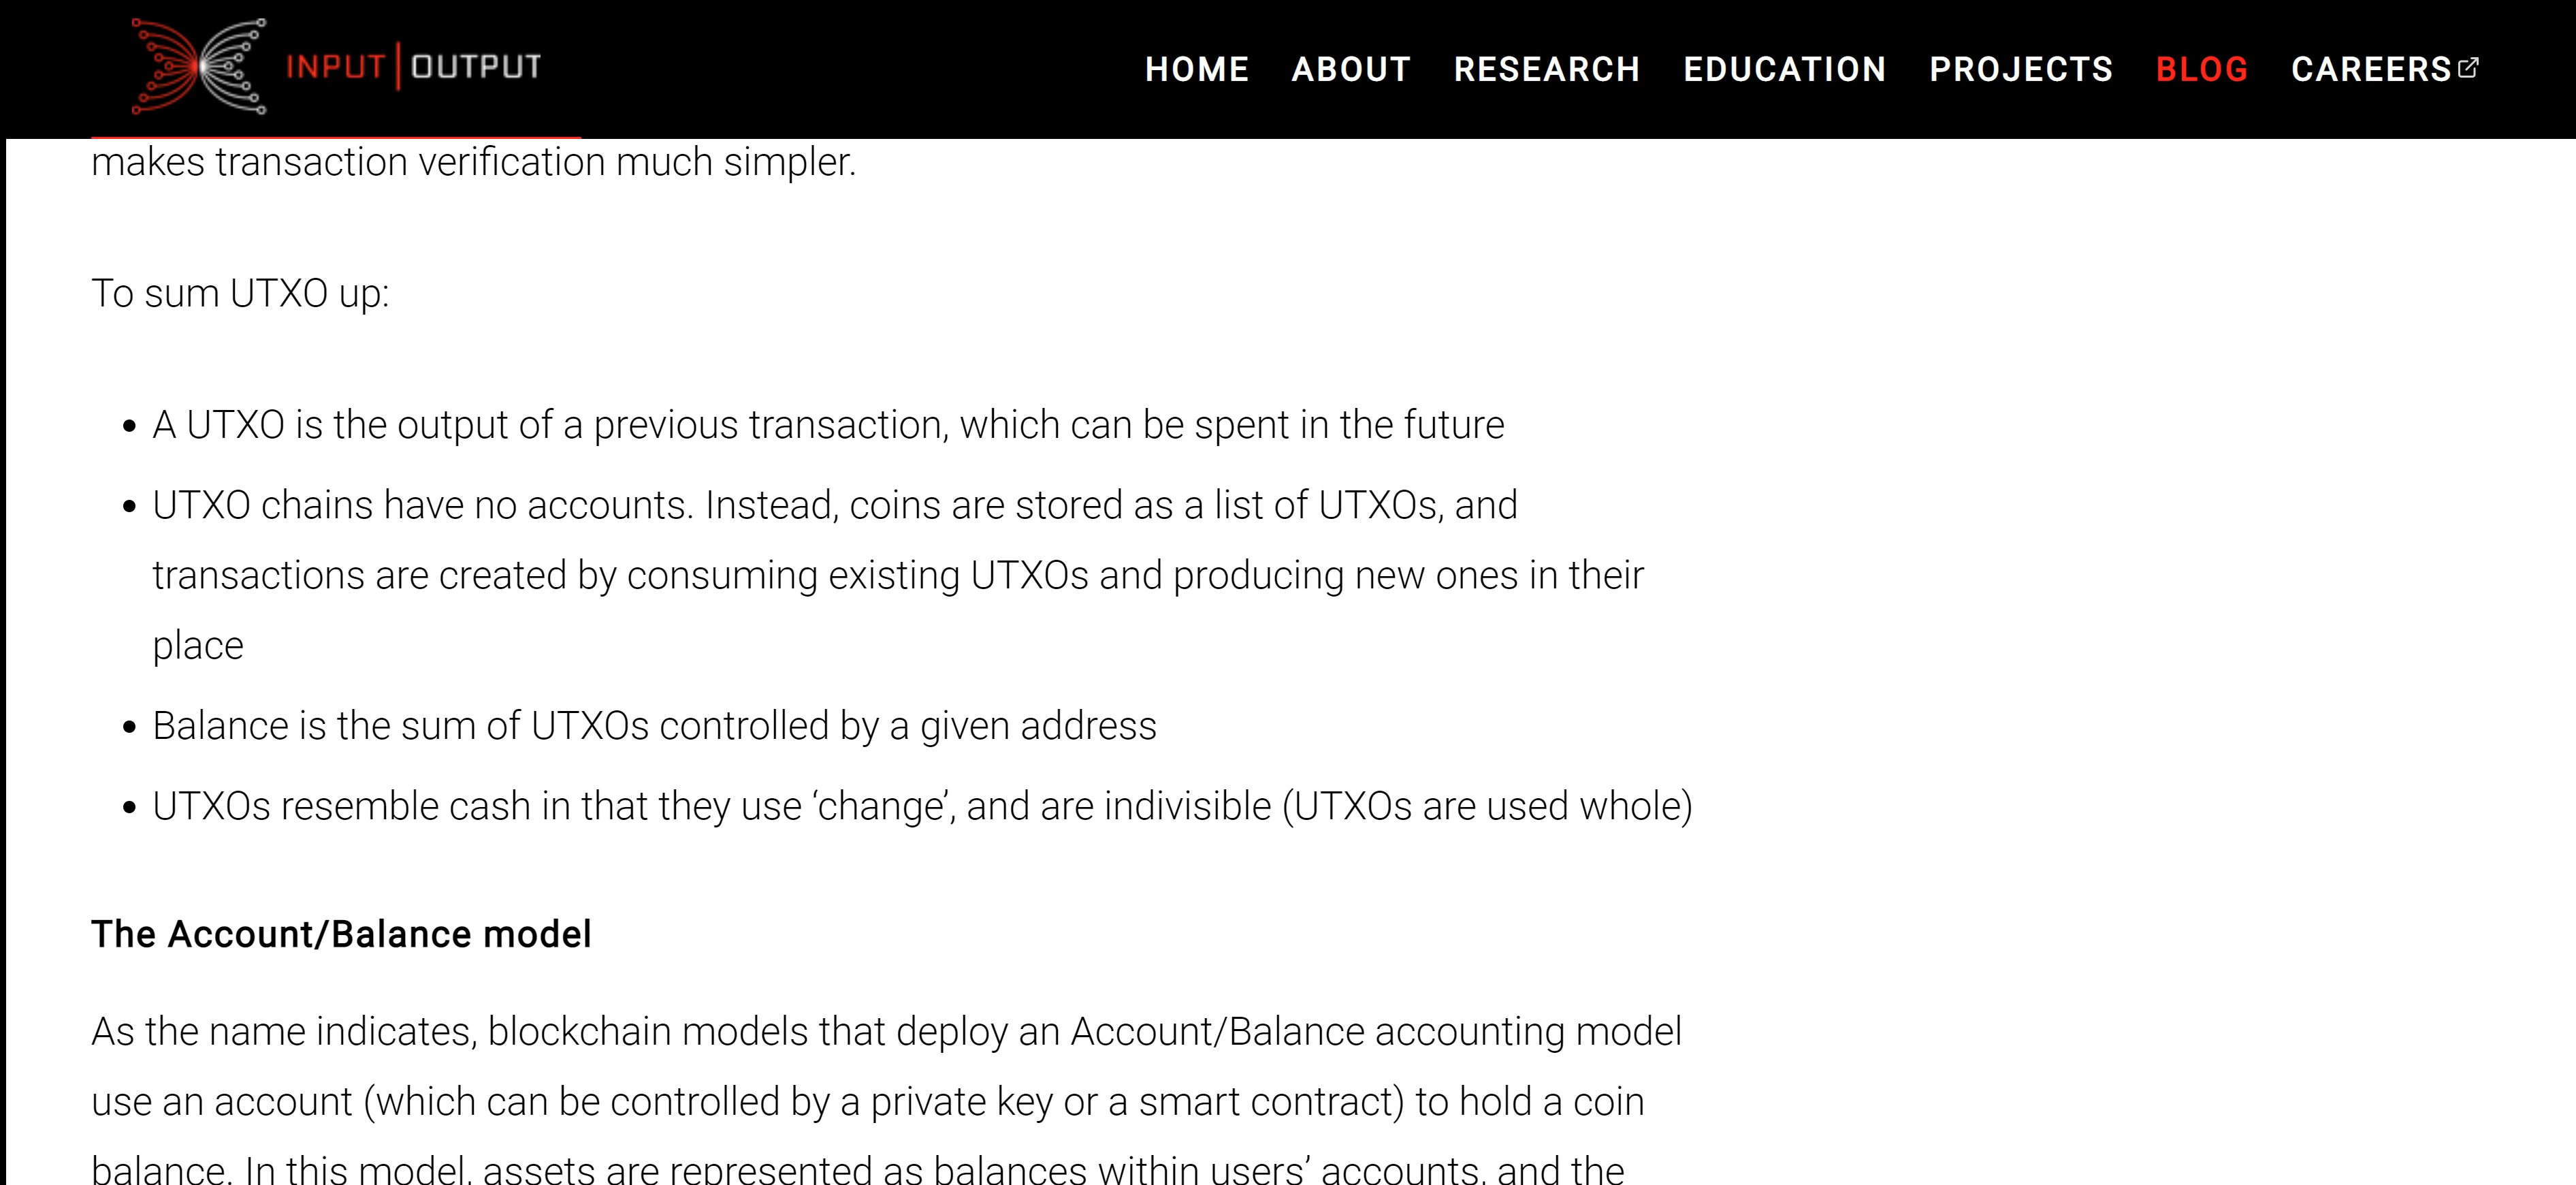 INPUT | OUTPUT
HOME ABOUT RESEARCH EDUCATION PROJECTS BLOG CAREERS
makes transaction verification much simpler.
To sum UTXO up:
• A UTXO is the output of a previous transaction, which can be spent in the future
• UTXO chains have no accounts. Instead, coins are stored as a list of UTXOs, and
transactions are created by consuming existing UTXOs and producing new ones in their
place
• Balance is the sum of UTXOs controlled by a given address
• UTXOs resemble cash in that they use ‘change’, and are indivisible (UTXOs are used whole)
The Account/Balance model
As the name indicates, blockchain models that deploy an Account/Balance accounting model
use an account (which can be controlled by a private key or a smart contract) to hold a coin
balance. In this model, assets are represented as balances within users’ accounts, and the